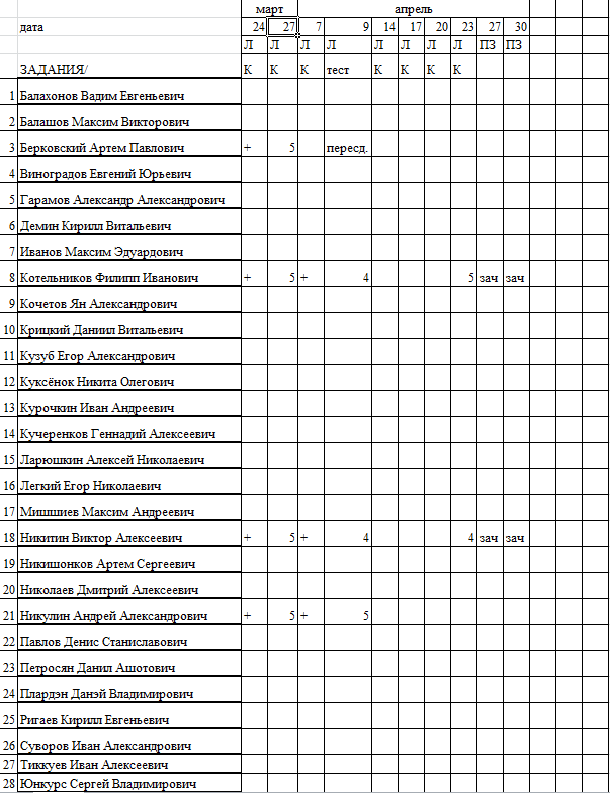 март апрель
дата 24 27 7 9 14 17 20 23 27 30
Л Л Л Л Л Л Л Л ПЗ ПЗ
ЗАДАНИЯ/ К К К тест К К К К
1 Балахонов Вадим Евгеньевич
2 Балашов Максим Викторович
3 Берковский Артем Павлович + 5 пересд.
4 Виноградов Евгений Юрьевич
5 Гарамов Александр Александрович
6 Демин Кирилл Витальевич
7 Иванов Максим Эдуардович
8 Котельников Филипп Иванович + 5 + 4 5 зач зач
9 Кочетов Ян Александрович
10 Крицкий Даниил Витальевич
11 Кузуб Егор Александрович
12 Куксёнок Никита Олегович
13 Курочкин Иван Андреевич
14 Кучеренков Геннадий Алексеевич
15 Ларюшкин Алексей Николаевич
16 Легкий Егор Николаевич
17 Мишшиев Максим Андреевич
18 Никитин Виктор Алексеевич + 5 + 4 4 зач зач
19 Никишонков Артем Сергеевич
20 Николаев Дмитрий Алексеевич
21 Никулин Андрей Александрович + 5 + 5
22 Павлов Денис Станиславович
23 Петросян Данил Ашотович
24 Плардэн Данэй Владимирович
25 Ригаев Кирилл Евгеньевич
26 Суворов Иван Александрович
27 Тиккуев Иван Алексеевич
28 Юнкурс Сергей Владимирович